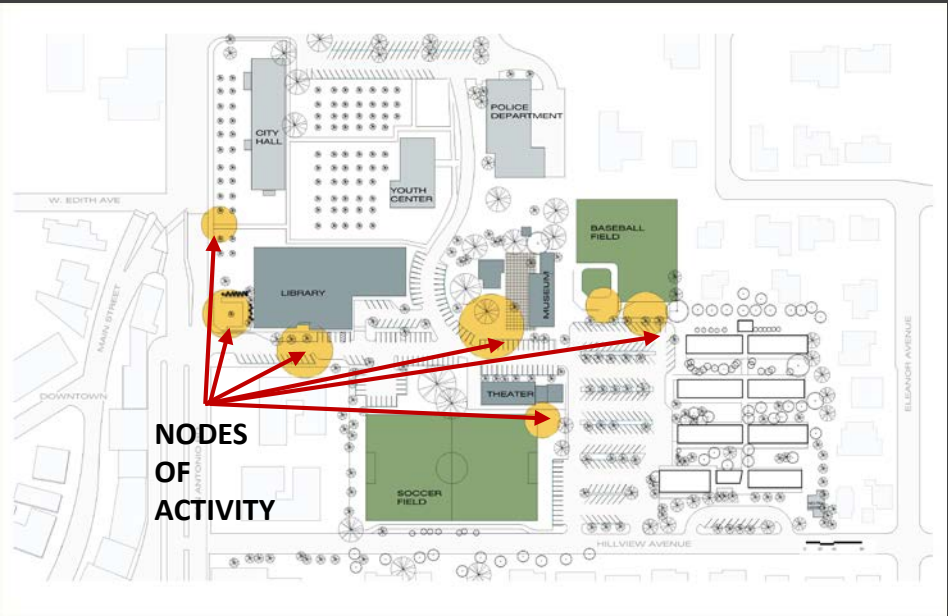 CITY
HALL
POLICE
DEPARTMENT
YOUTH
CENTER
W. EDITH AVE
BASEBALL
FIELD
LIBRARY
MUSEUM
MAIN STREET
ELEANOR AVENUE
DOWNTOWN
THEATER
NODES
OF
ACTIVITY
ANTONIO
SOCCER
FIELD
HILLVIEW AVENUE